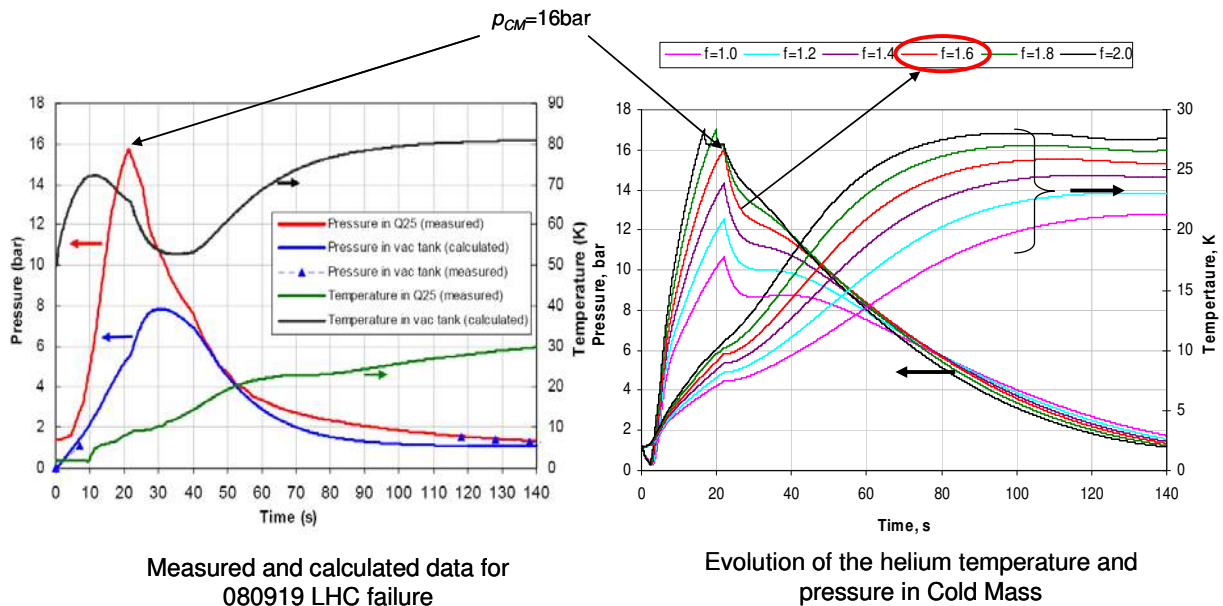 p_CM=16bar
f=1.0 f=1.2 f=1.4 f=1.6 f=1.8 f=2.0
18
16
14
12
10
8
6
4
2
0
Pressure (bar)
90
80
70
60
50
40
30
20
10
0
Temperature (K)
Pressure in Q25 (measured)
Pressure in vac tank (calculated)
Pressure in vac tank (measured)
Temperature in Q25 (measured)
Temperature in vac tank (calculated)
0 10 20 30 40 50 60 70 80 90 100 110 120 130 140
Time (s)
18
16
14
12
10
8
6
4
2
0
Pressure, bar
30
25
20
15
10
5
0
Tempertaure, K
0 20 40 60 80 100 120 140
Time, s
Measured and calculated data for
080919 LHC failure
Evolution of the helium temperature and
pressure in Cold Mass